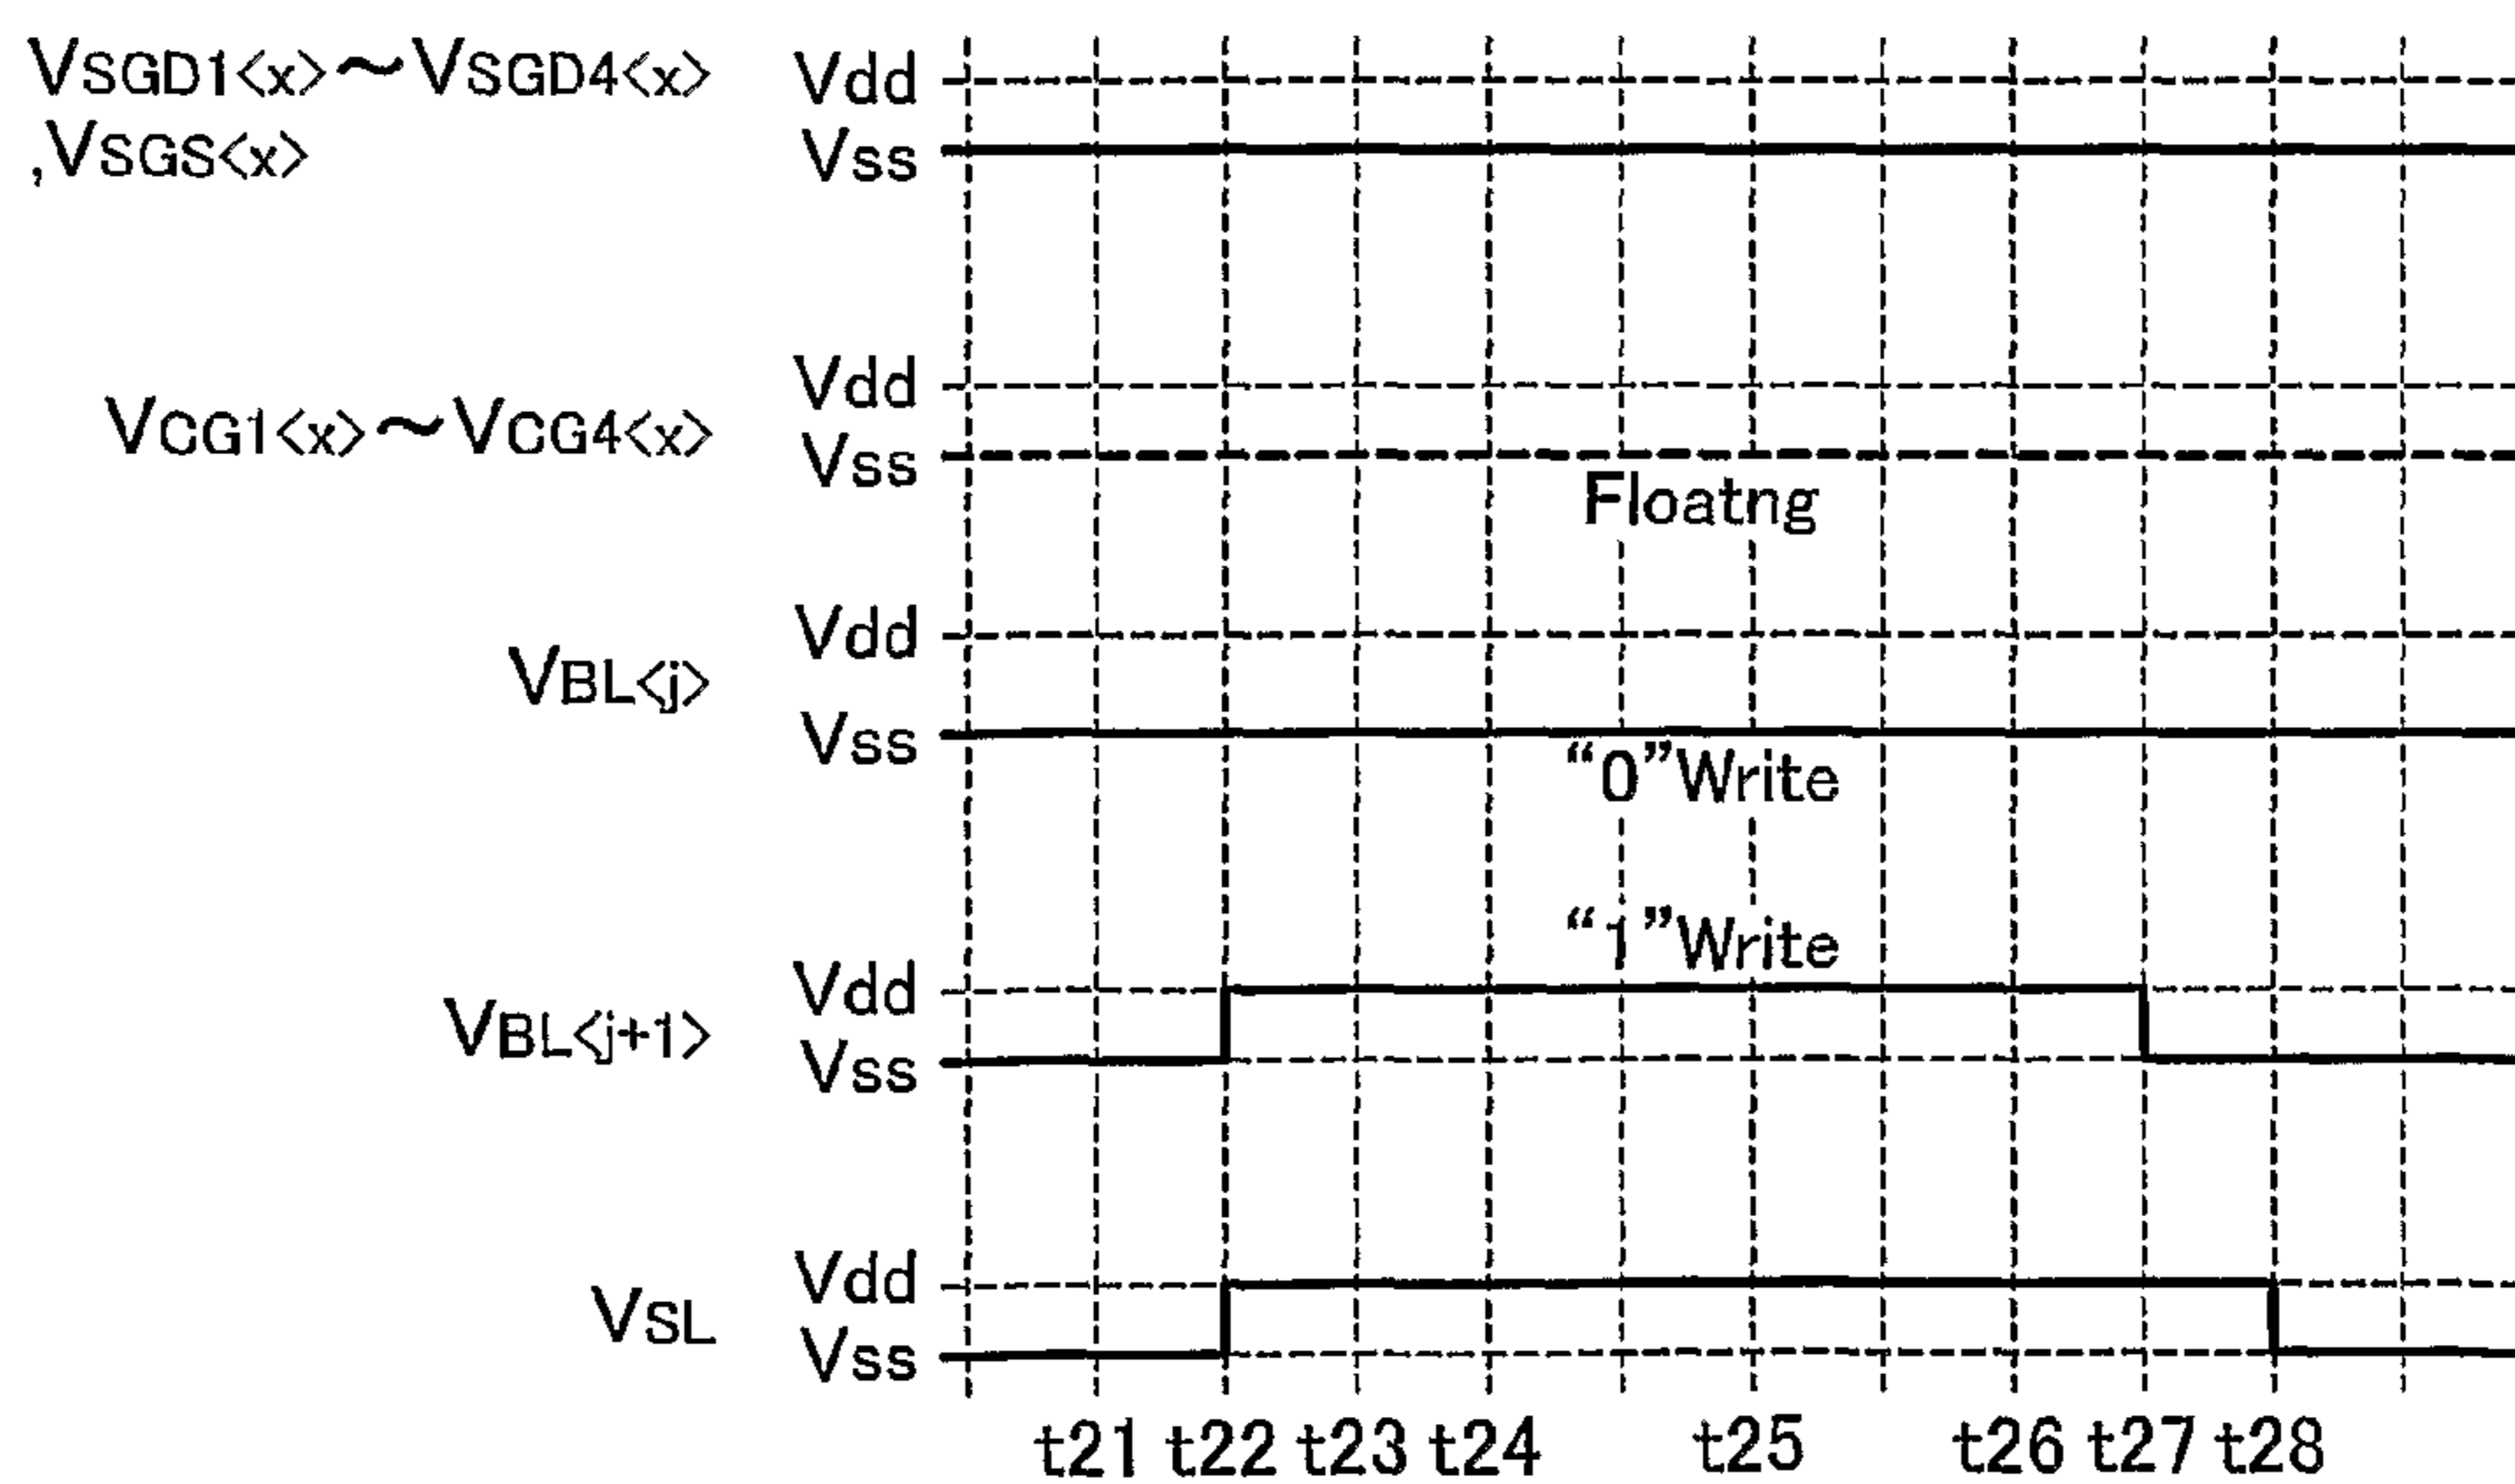 VSGD1<x>~VSGD4<x> Vdd
,VSGS<x> Vss
Vdd
VCG1<x>~VCG4<x>
Vss
Floatng
Vdd
VBL<j>
Vss
“0”Write
“1”Write
Vdd
VBL<j+1>
Vss
Vdd
VSL
Vss
t21 t22 t23 t24 t25 t26 t27 t28